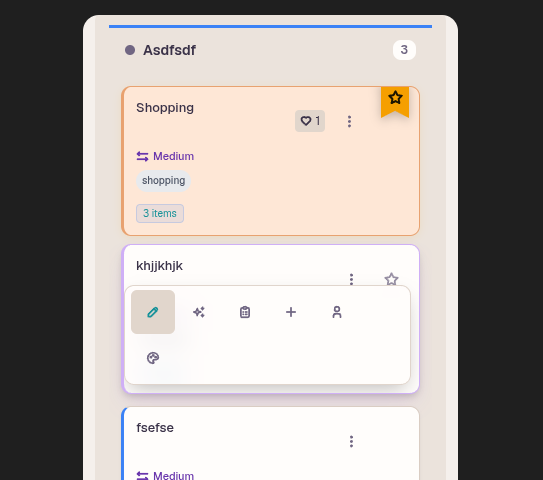 Asdfsdf
3
Shopping
1
Medium
shopping
3 items
khjjkhjk
fsefse
Medium